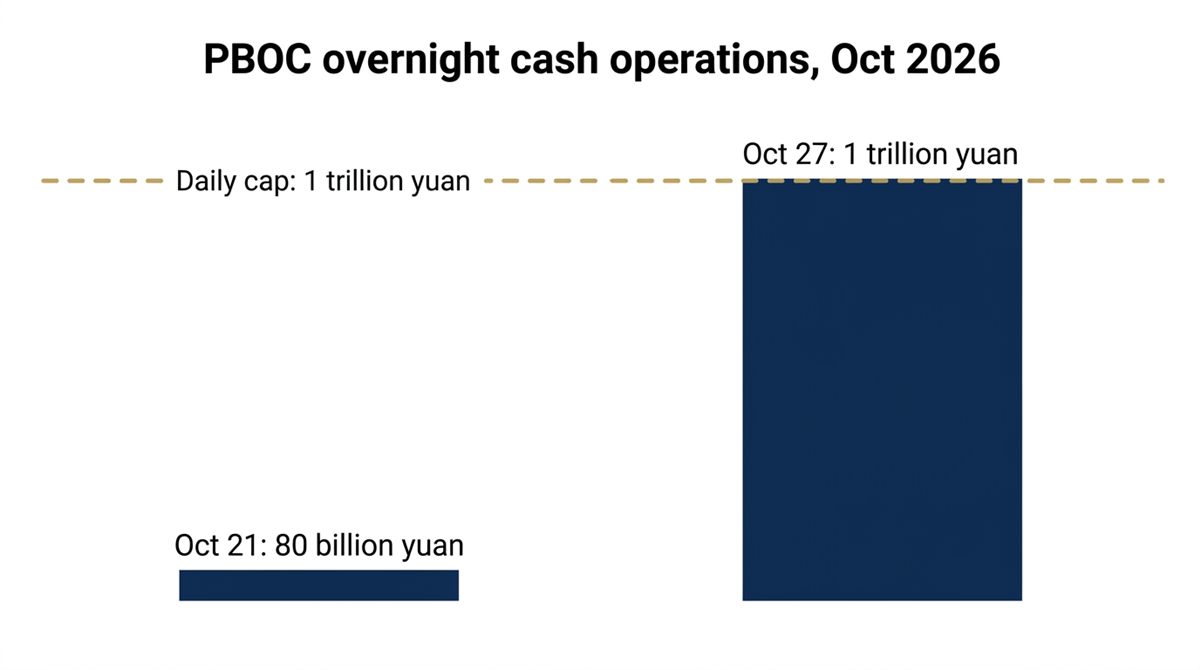 PBOC overnight cash operations, Oct 2026
Oct 27: 1 trillion yuan
Daily cap: 1 trillion yuan
Oct 21: 80 billion yuan